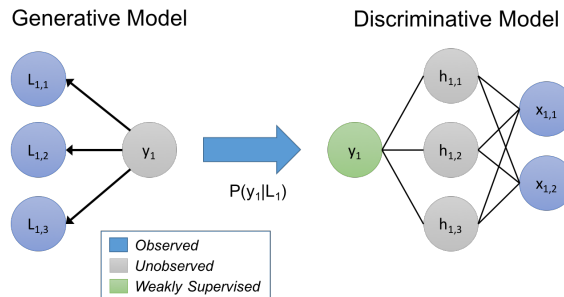 Generative Model
L1,1
L1,2
L1,3
y1
P(y1|L1)
Discriminative Model
y1
h1,1
h1,2
h1,3
x1,1
x1,2
Observed
Unobserved
Weakly Supervised